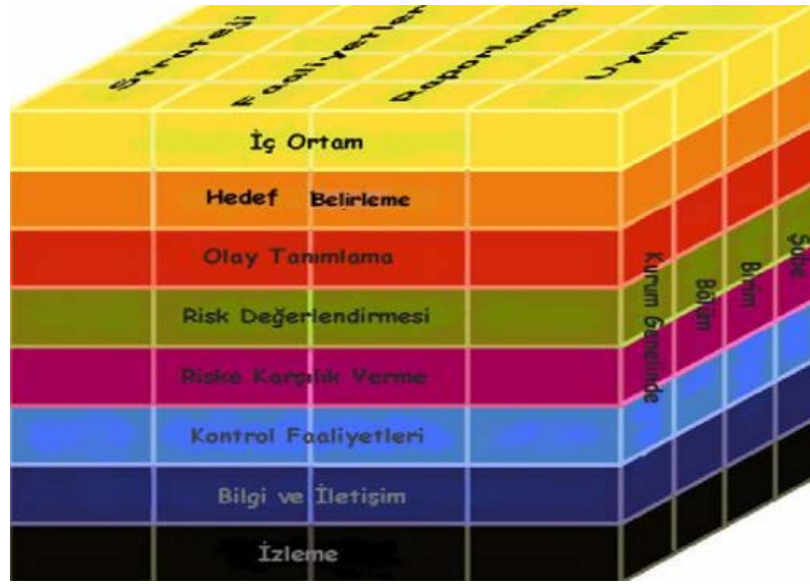 Strateji
Faaliyetler
Raporlama
Uyum
İç Ortam
Hedef Belirleme
Olay Tanımlama
Risk Değerlendirmesi
Riske Karşılık Verme
Kontrol Faaliyetleri
Bilgi ve İletişim
İzleme
Kurum Genelinde
Bölüm
Birim
Şube